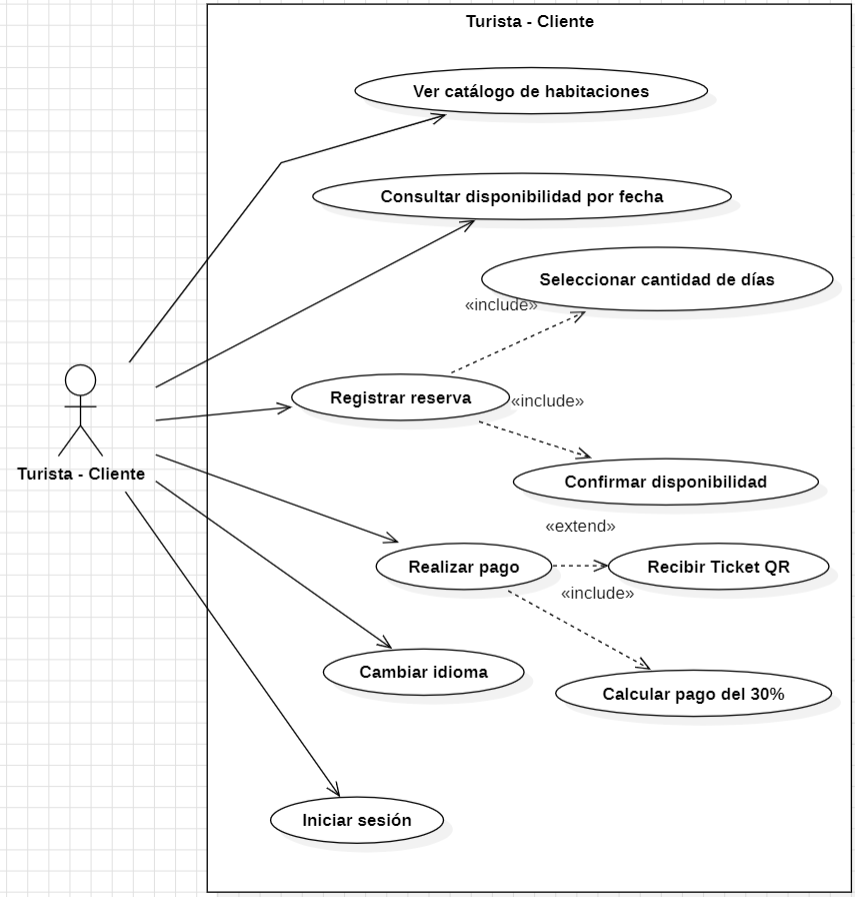 Turista - Cliente
Ver catálogo de habitaciones
Consultar disponibilidad por fecha
Seleccionar cantidad de días
«include»
Registrar reserva
«include»
Turista - Cliente
Confirmar disponibilidad
«extend»
Realizar pago
Recibir Ticket QR
«include»
Cambiar idioma
Calcular pago del 30%
Iniciar sesión